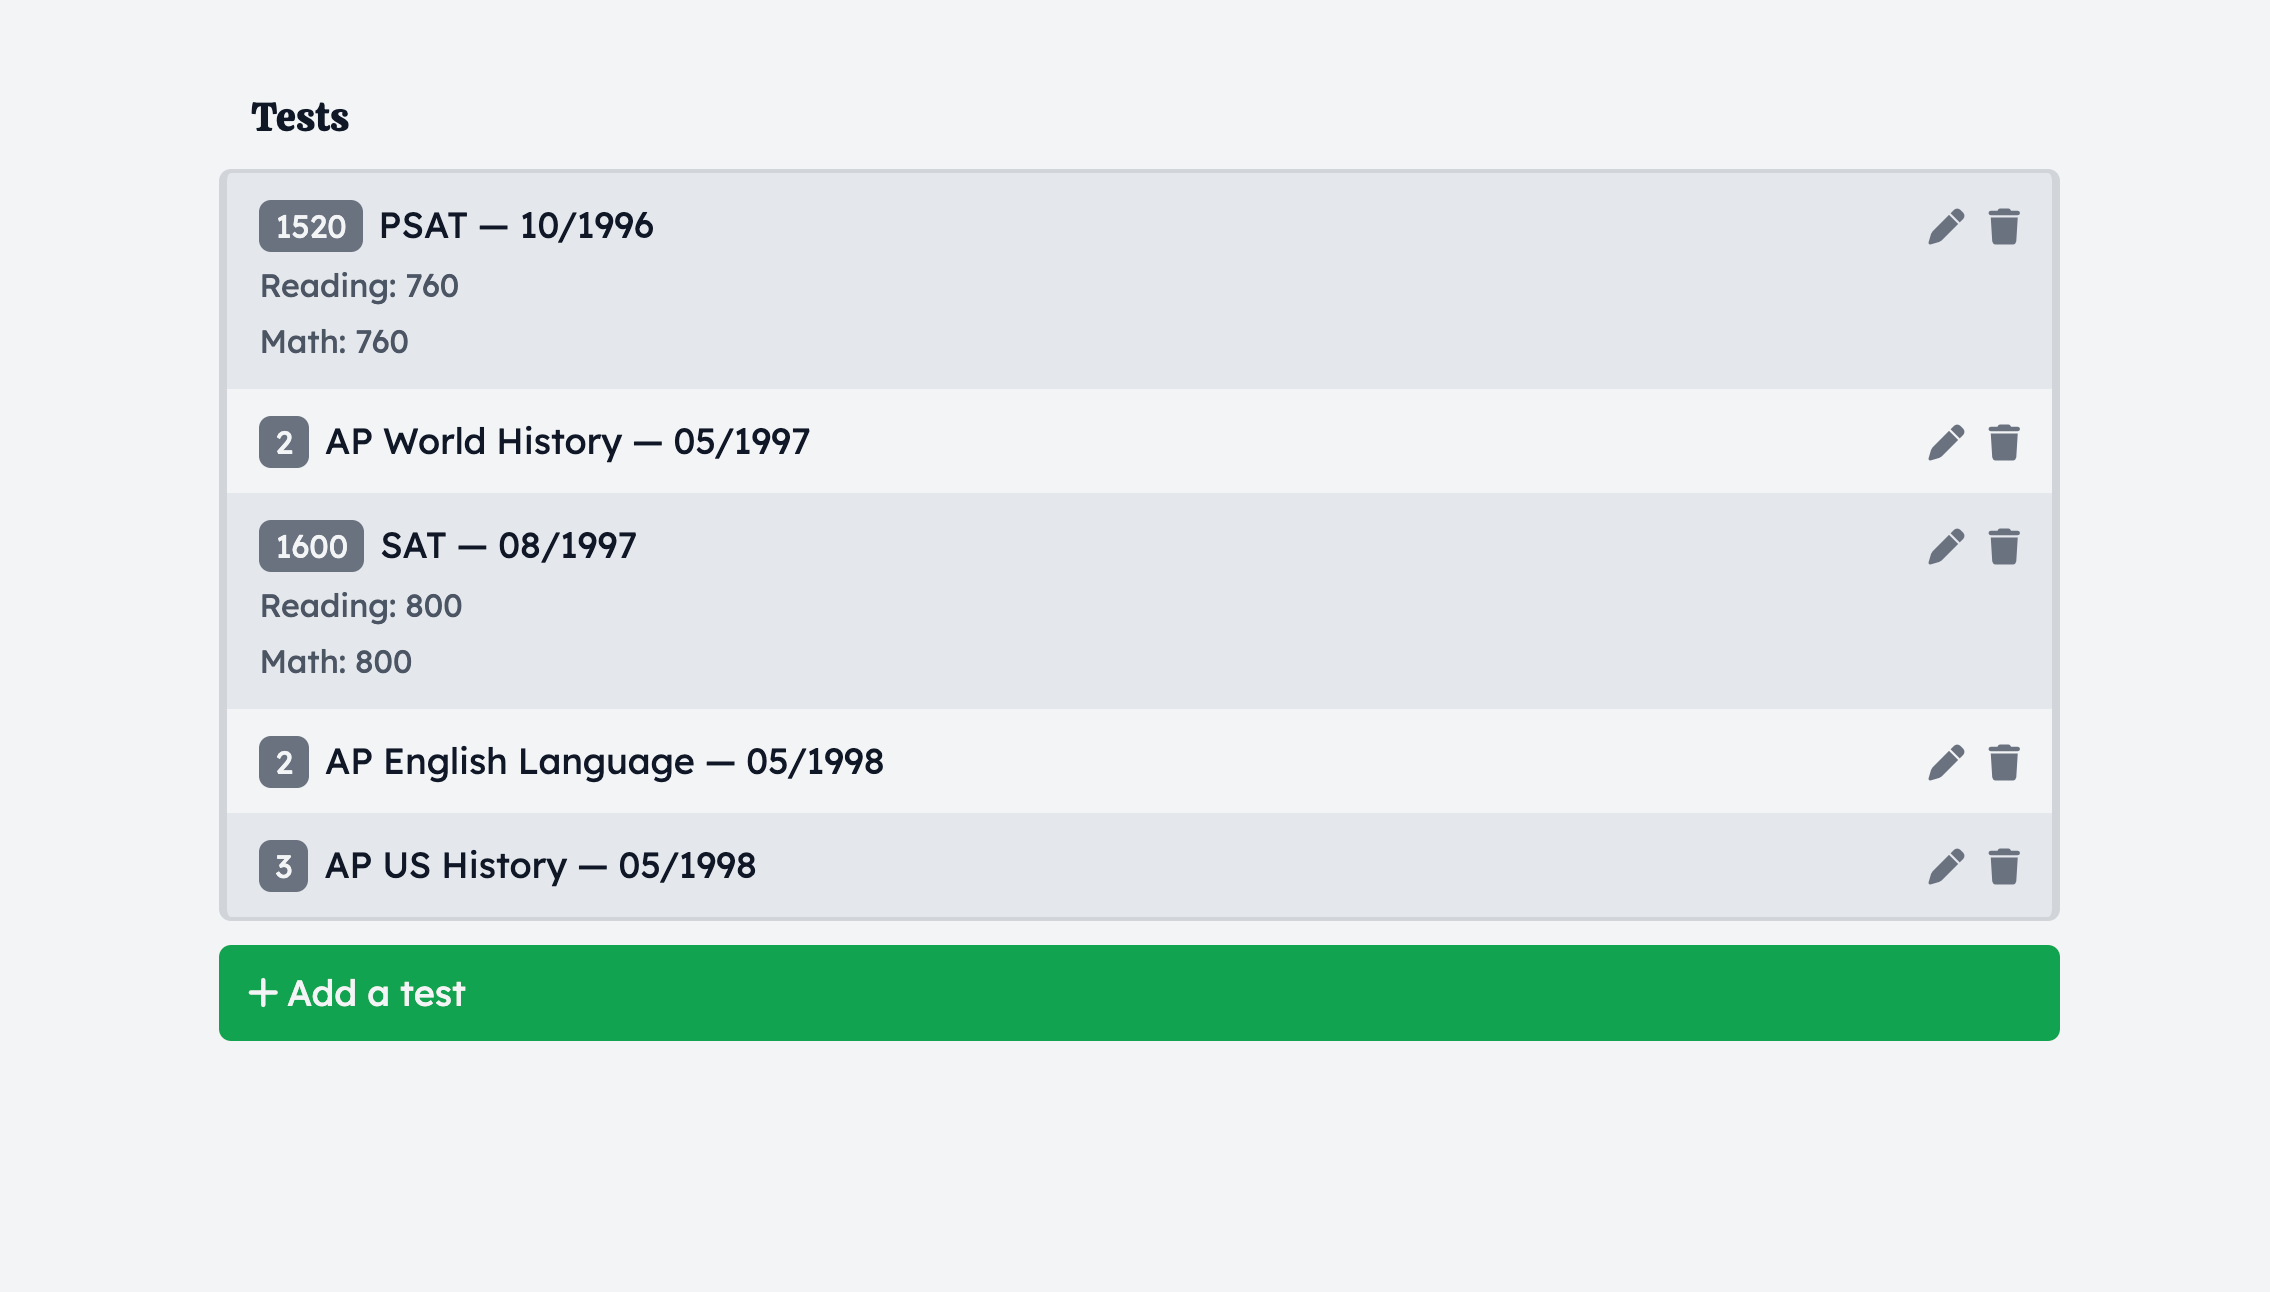 Tests
1520 PSAT — 10/1996
Reading: 760
Math: 760
2 AP World History — 05/1997
1600 SAT — 08/1997
Reading: 800
Math: 800
2 AP English Language — 05/1998
3 AP US History — 05/1998
+ Add a test